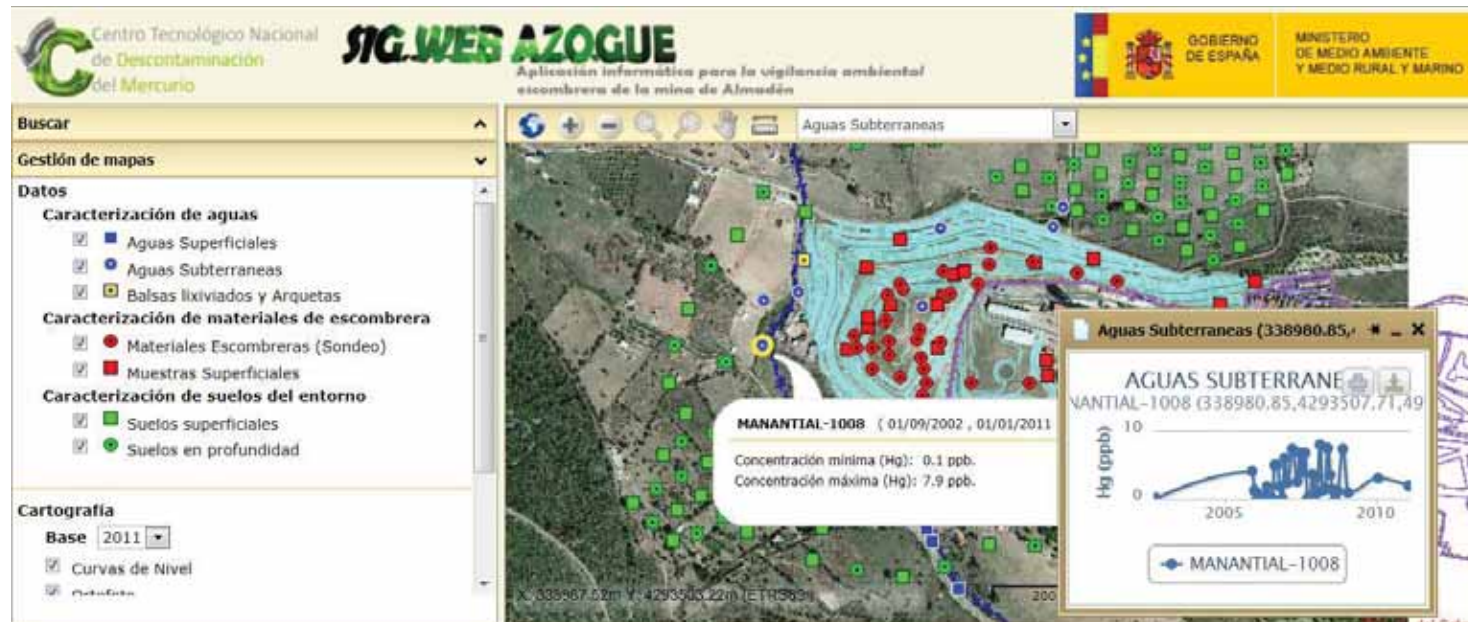 Centro Tecnológico Nacional
de Descontaminación
del Mercurio
SIG.WEB AZOGUE
Aplicación informática para la vigilancia ambiental
escombrera de la mina de Almadén
GOBIERNO
DE ESPAÑA
MINISTERIO
DE MEDIO AMBIENTE
Y MEDIO RURAL Y MARINO
Buscar
Gestión de mapas
Datos
Caracterización de aguas
Aguas Superficiales
Aguas Subterraneas
Balsas lixiviados y Arquetas
Caracterización de materiales de escombrera
Materiales Escombreras (Sondeo)
Muestras Superficiales
Caracterización de suelos del entorno
Suelos superficiales
Suelos en profundidad
Cartografía
Base 2011
Curvas de Nivel
Ortofoto
Aguas Subterraneas
MANANTIAL-1008 ( 01/09/2002 , 01/01/2011
Concentración mínima (Hg): 0.1 ppb.
Concentración máxima (Hg): 7.9 ppb.
Aguas Subterraneas (338980.85,
AGUAS SUBTERRANE
NANTIAL-1008 (338980.85,4293507.71,49
Hg (ppb)
10
0
2005 2010
MANANTIAL-1008
200